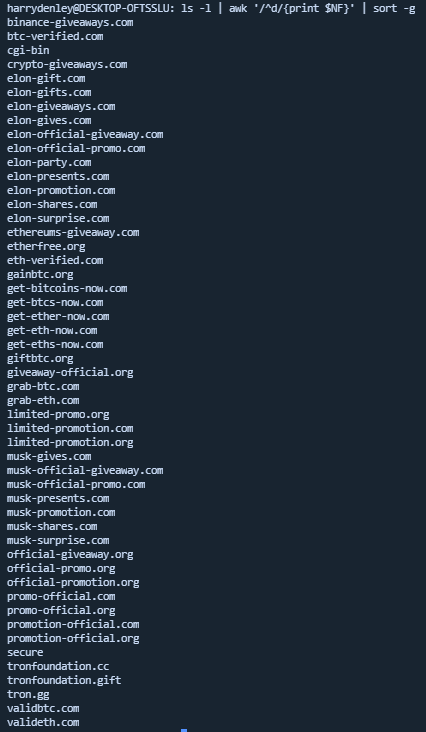 harrydenley@DESKTOP-OFTSSLU: ls -l | awk '/^d/{print $NF}' | sort -g
binance-giveaways.com
btc-verified.com
cgi-bin
crypto-giveaways.com
elon-gift.com
elon-gifts.com
elon-giveaways.com
elon-gives.com
elon-official-giveaway.com
elon-official-promo.com
elon-party.com
elon-presents.com
elon-promotion.com
elon-shares.com
elon-surprise.com
ethereums-giveaway.com
etherfree.org
eth-verified.com
gainbtc.org
get-bitcoins-now.com
get-btcs-now.com
get-ether-now.com
get-eth-now.com
get-eths-now.com
giftbtc.org
giveaway-official.org
grab-btc.com
grab-eth.com
limited-promo.org
limited-promotion.com
limited-promotion.org
musk-gives.com
musk-official-giveaway.com
musk-official-promo.com
musk-presents.com
musk-promotion.com
musk-shares.com
musk-surprise.com
official-giveaway.org
official-promo.org
official-promotion.org
promo-official.com
promo-official.org
promotion-official.com
promotion-official.org
secure
tronfoundation.cc
tronfoundation.gift
tron.gg
validbtc.com
valideth.com